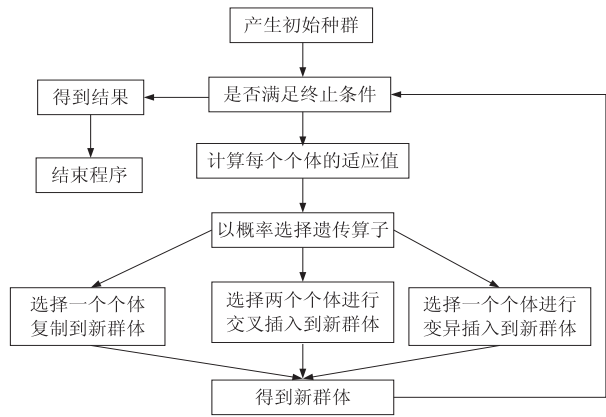 产生初始种群
得到结果
是否满足终止条件
结束程序
计算每个个体的适应值
以概率选择遗传算子
选择一个个体
复制到新群体
选择两个个体进行
交叉插入到新群体
选择一个个体进行
变异插入到新群体
得到新群体